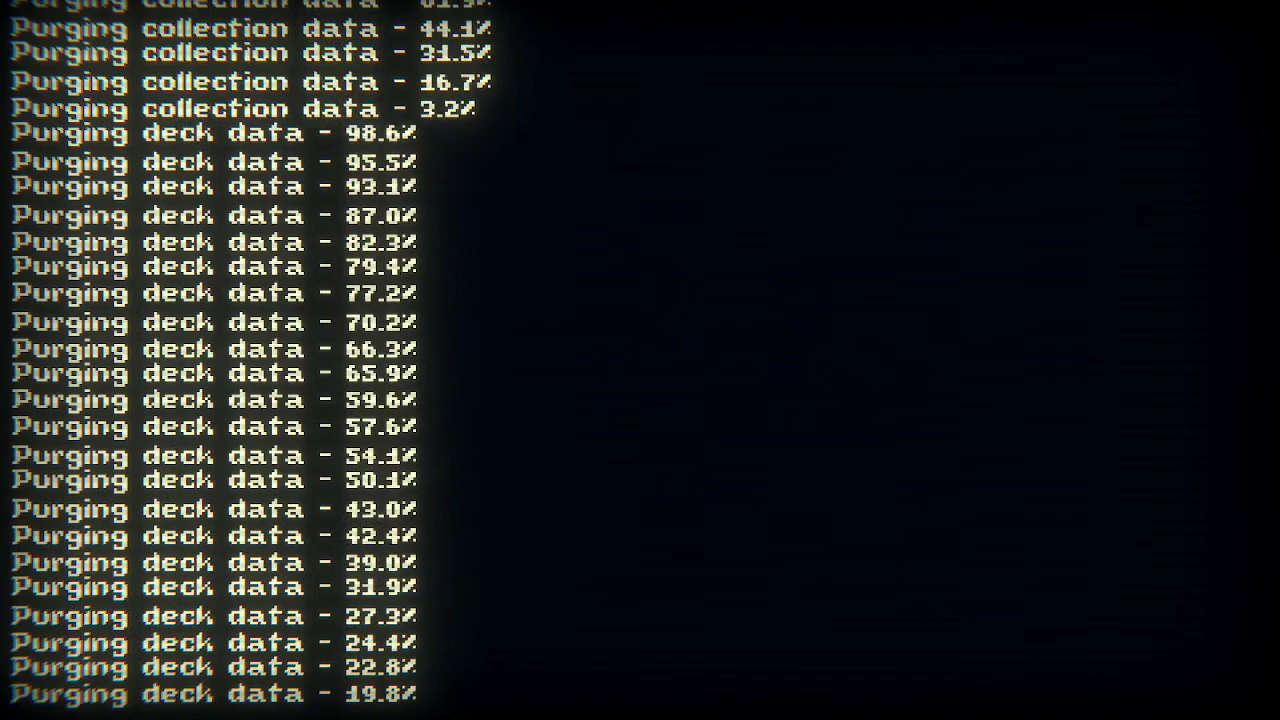 Purging collection data -
Purging collection data - 44.1%
Purging collection data - 31.5%
Purging collection data - 16.7%
Purging collection data - 3.2%
Purging deck data - 98.6%
Purging deck data - 95.5%
Purging deck data - 93.1%
Purging deck data - 87.0%
Purging deck data - 82.3%
Purging deck data - 79.4%
Purging deck data - 77.2%
Purging deck data - 70.2%
Purging deck data - 66.3%
Purging deck data - 65.9%
Purging deck data - 59.6%
Purging deck data - 57.6%
Purging deck data - 54.1%
Purging deck data - 50.1%
Purging deck data - 43.0%
Purging deck data - 42.4%
Purging deck data - 39.0%
Purging deck data - 31.9%
Purging deck data - 27.3%
Purging deck data - 24.4%
Purging deck data - 22.8%
Purging deck data - 19.8%